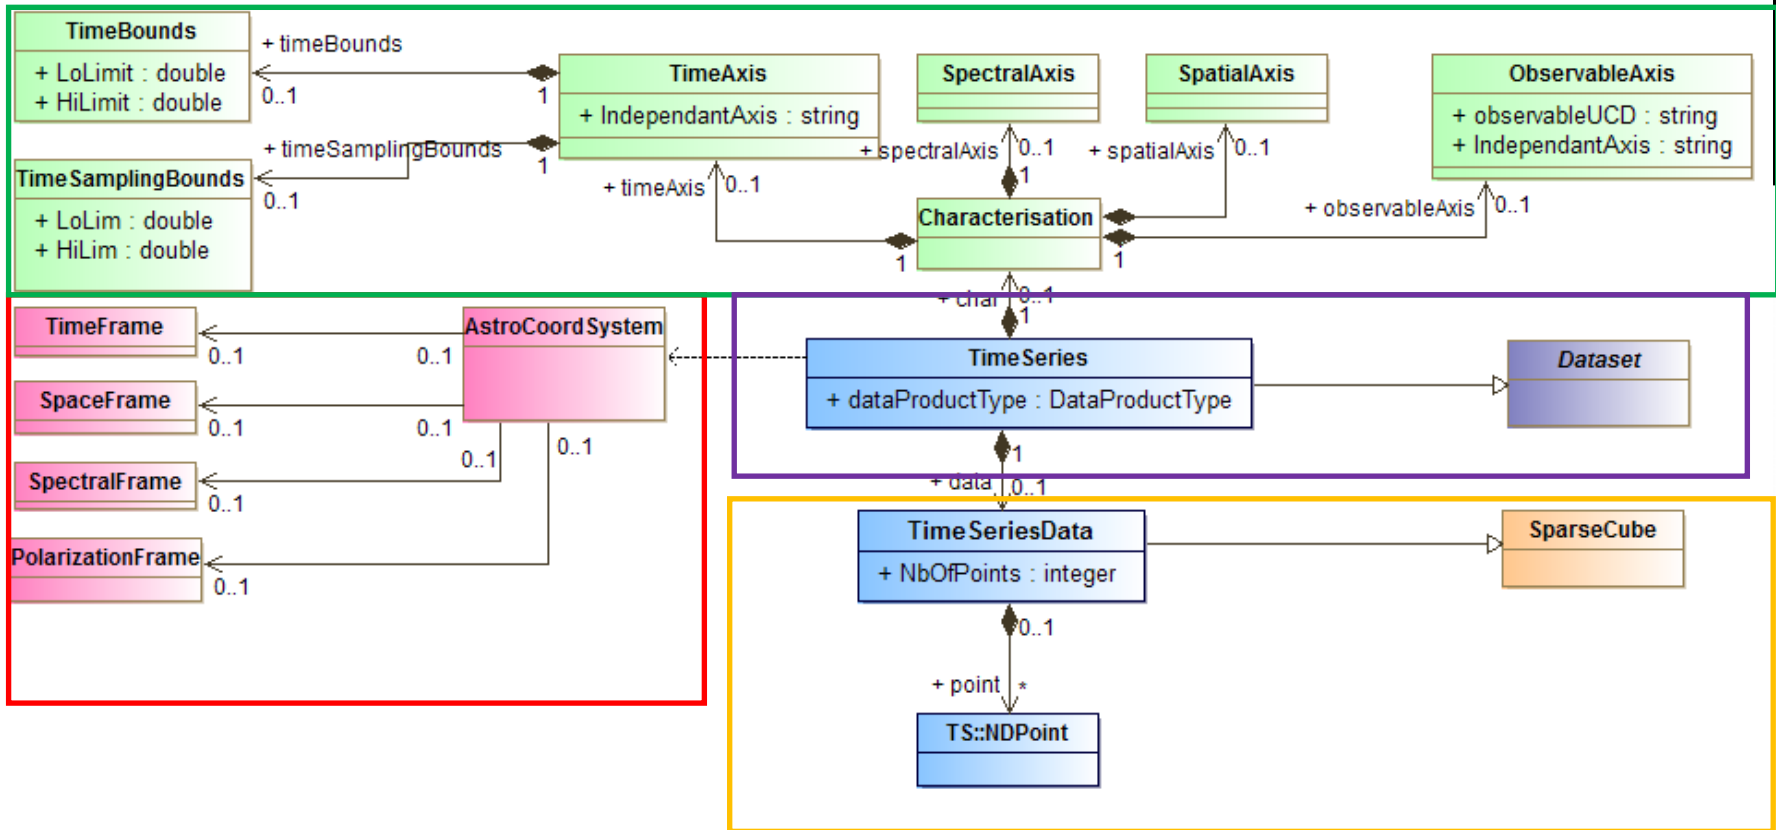 TimeBounds
+ LoLimit : double
+ HiLimit : double
+ timeBounds
0..1
1
TimeAxis
+ IndependantAxis : string
SpectralAxis
SpatialAxis
ObservableAxis
+ observableUCD : string
+ IndependantAxis : string
TimeSamplingBounds
+ LoLim : double
+ HiLim : double
+ timeSamplingBounds
0..1
1
+ timeAxis
0..1
+ spectralAxis
0..1
1
+ spatialAxis
0..1
+ observableAxis
0..1
Characterisation
1
1
+ char
0..1
1
TimeFrame
0..1
0..1
AstroCoordSystem
SpaceFrame
0..1
0..1
SpectralFrame
0..1
0..1
PolarizationFrame
0..1
0..1
TimeSeries
+ dataProductType : DataProductType
Dataset
1
+ data
0..1
TimeSeriesData
+ NbOfPoints : integer
SparseCube
0..1
+ point
*
TS::NDPoint